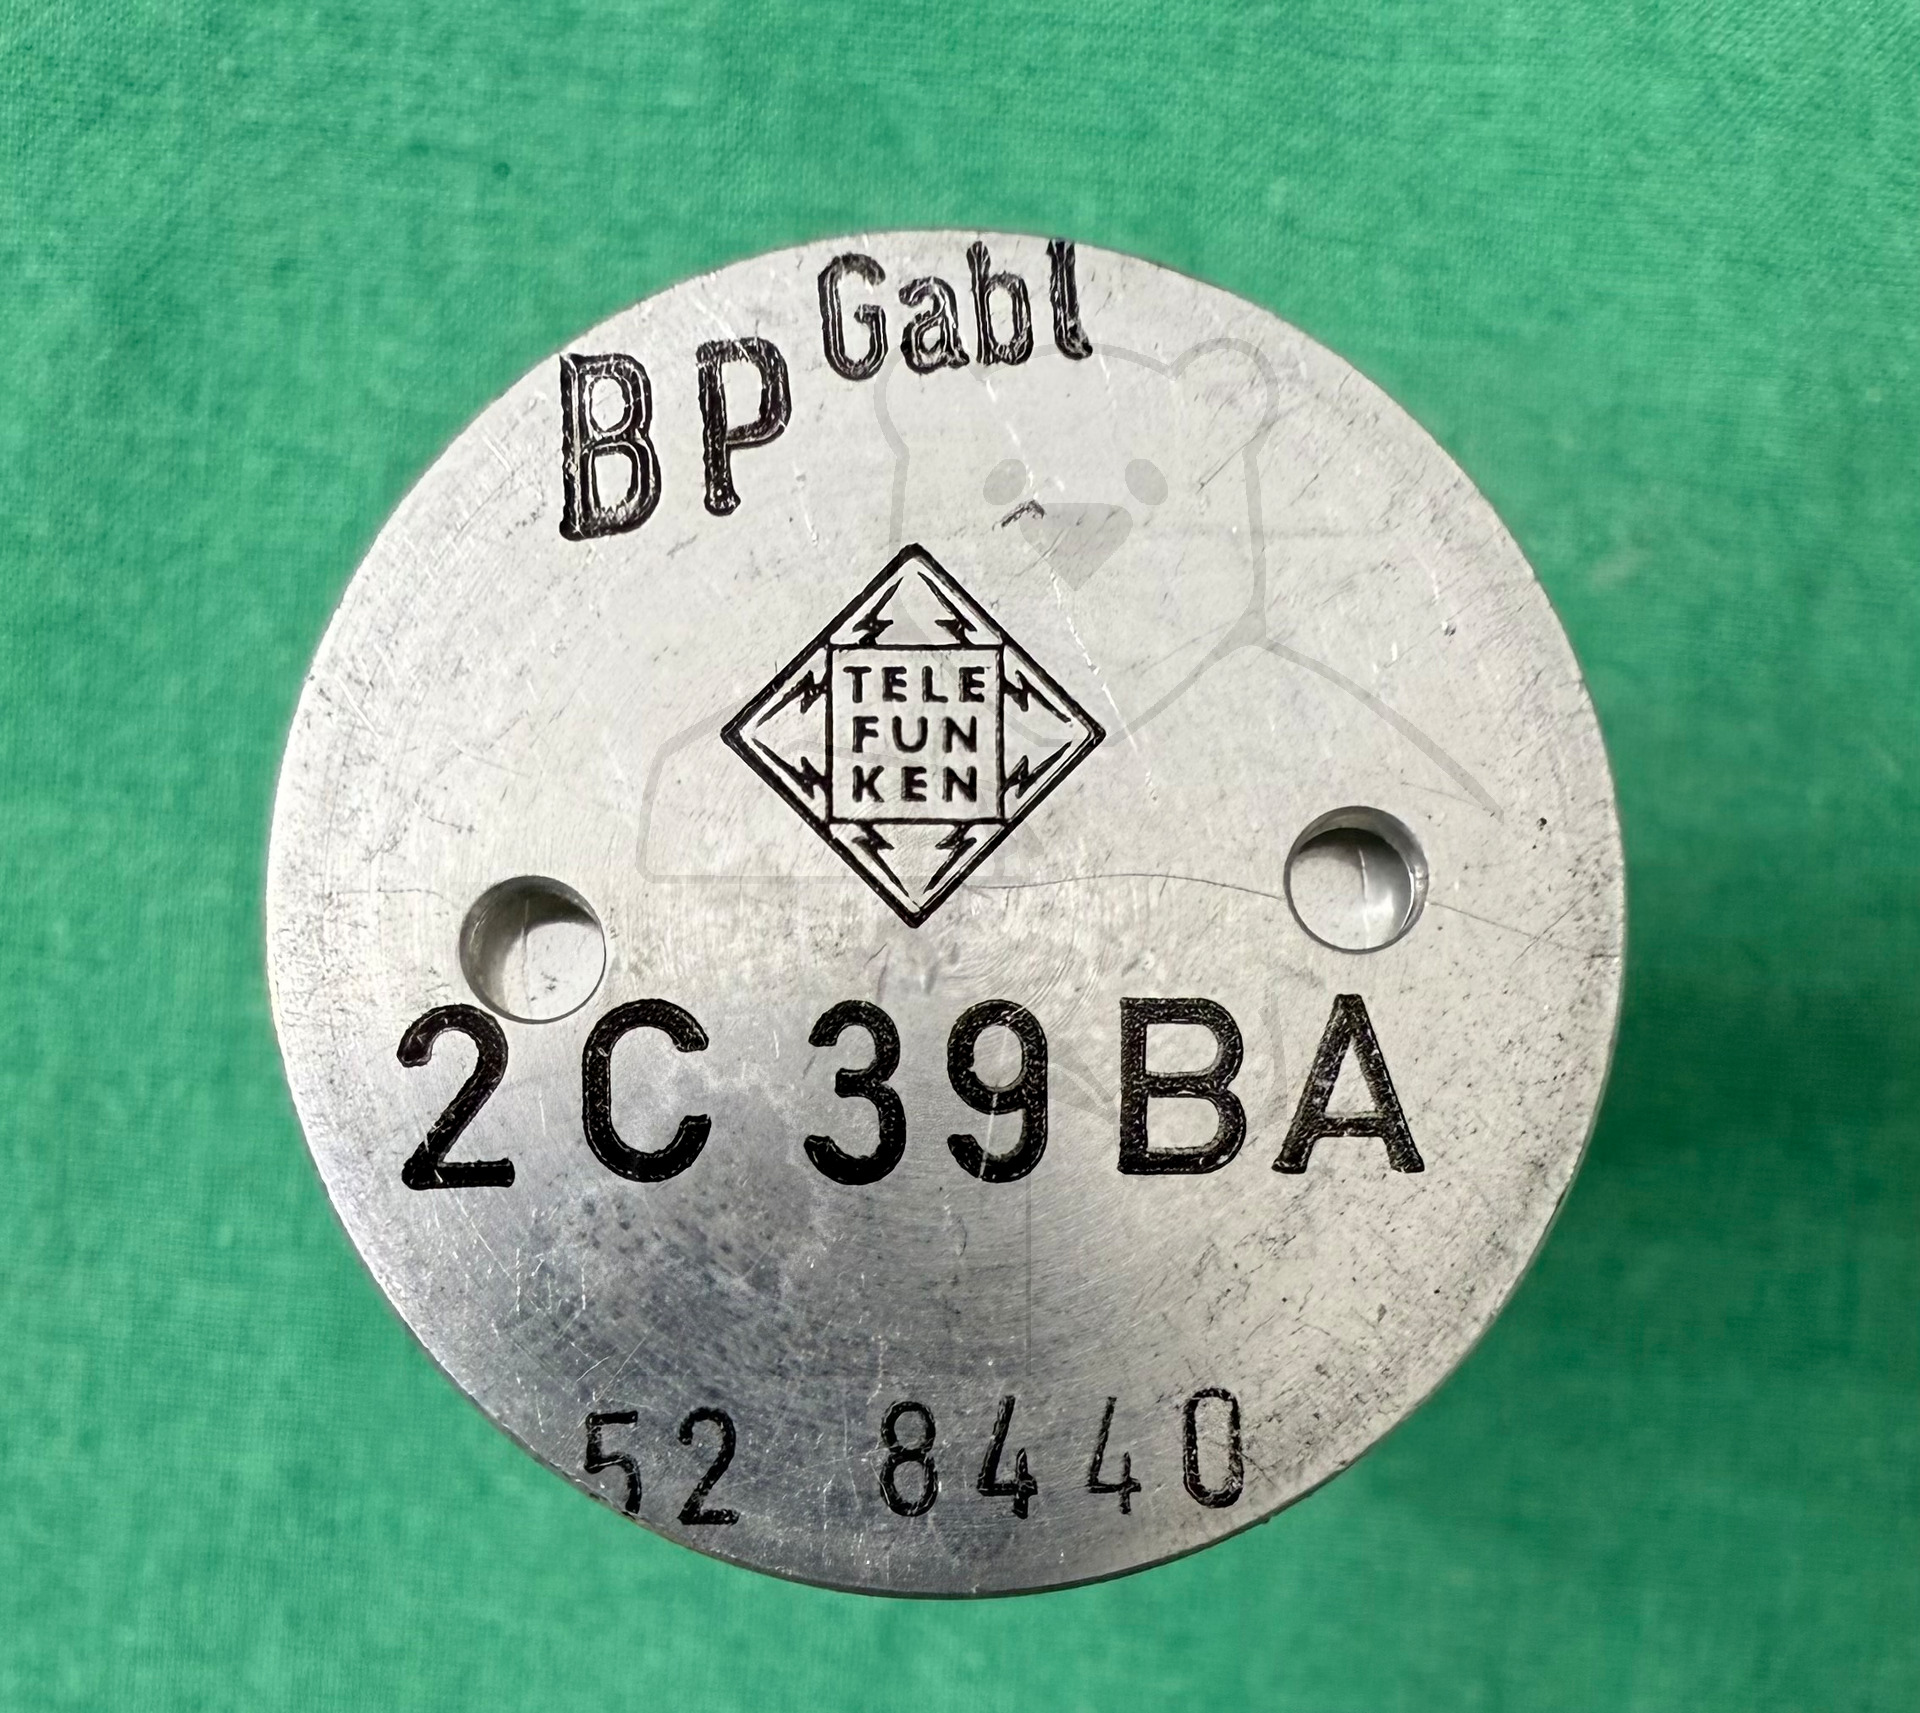 BP Gabl
TELE
FUN
KEN
2C39BA
52 8440